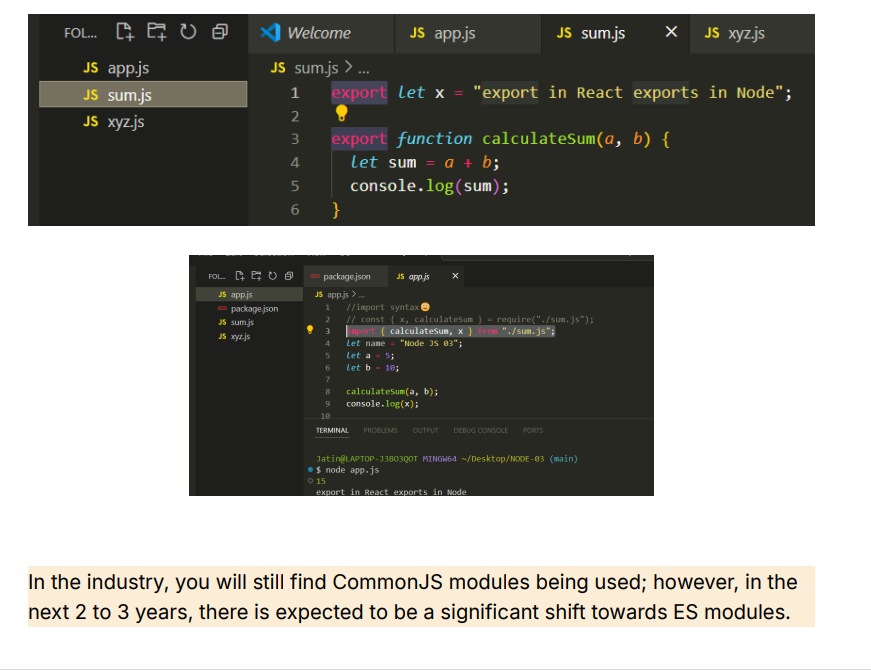 FOL...
Welcome
JS app.js
JS sum.js
JS xyz.js
JS app.js
JS sum.js
JS xyz.js
JS sum.js > ...
1 export let x = "export in React exports in Node";
2
3 export function calculateSum(a, b) {
4 let sum = a + b;
5 console.log(sum);
6 }
FOL...
package.json
JS app.js
JS app.js
package.json
JS sum.js
JS xyz.js
JS app.js > ...
1 //import syntax😊
2 // const { x, calculateSum } = require("./sum.js");
3 import { calculateSum, x } from "./sum.js";
4 let name = "Node JS 03";
5 let a = 5;
6 let b = 10;
7
8 calculateSum(a, b);
9 console.log(x);
10
TERMINAL PROBLEMS OUTPUT DEBUG CONSOLE PORTS
Jatin@LAPTOP-J3BO3QOT MINGW64 ~/Desktop/NODE-03 (main)
$ node app.js
15
export in React exports in Node
In the industry, you will still find CommonJS modules being used; however, in the
next 2 to 3 years, there is expected to be a significant shift towards ES modules.